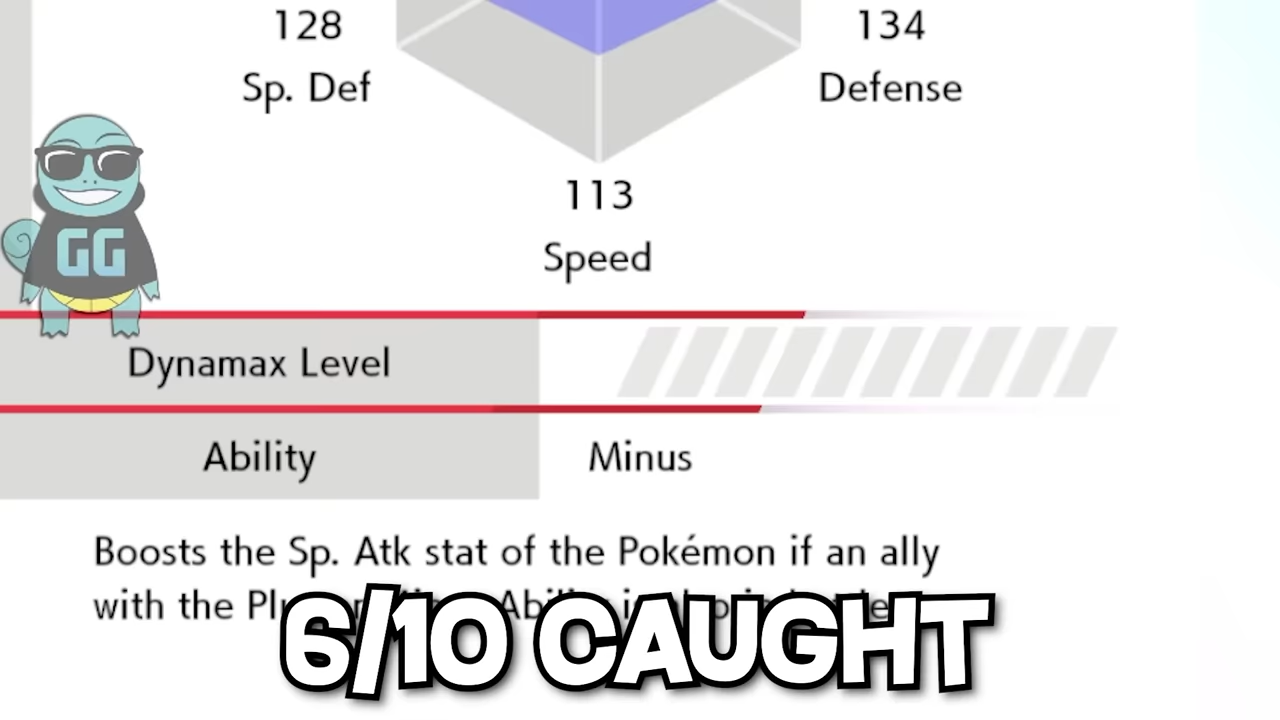 128
134
Sp. Def
Defense
113
Speed
GG
Dynamax Level
Ability
Minus
Boosts the Sp. Atk stat of the Pokémon if an ally
with the
6/10 CAUGHT